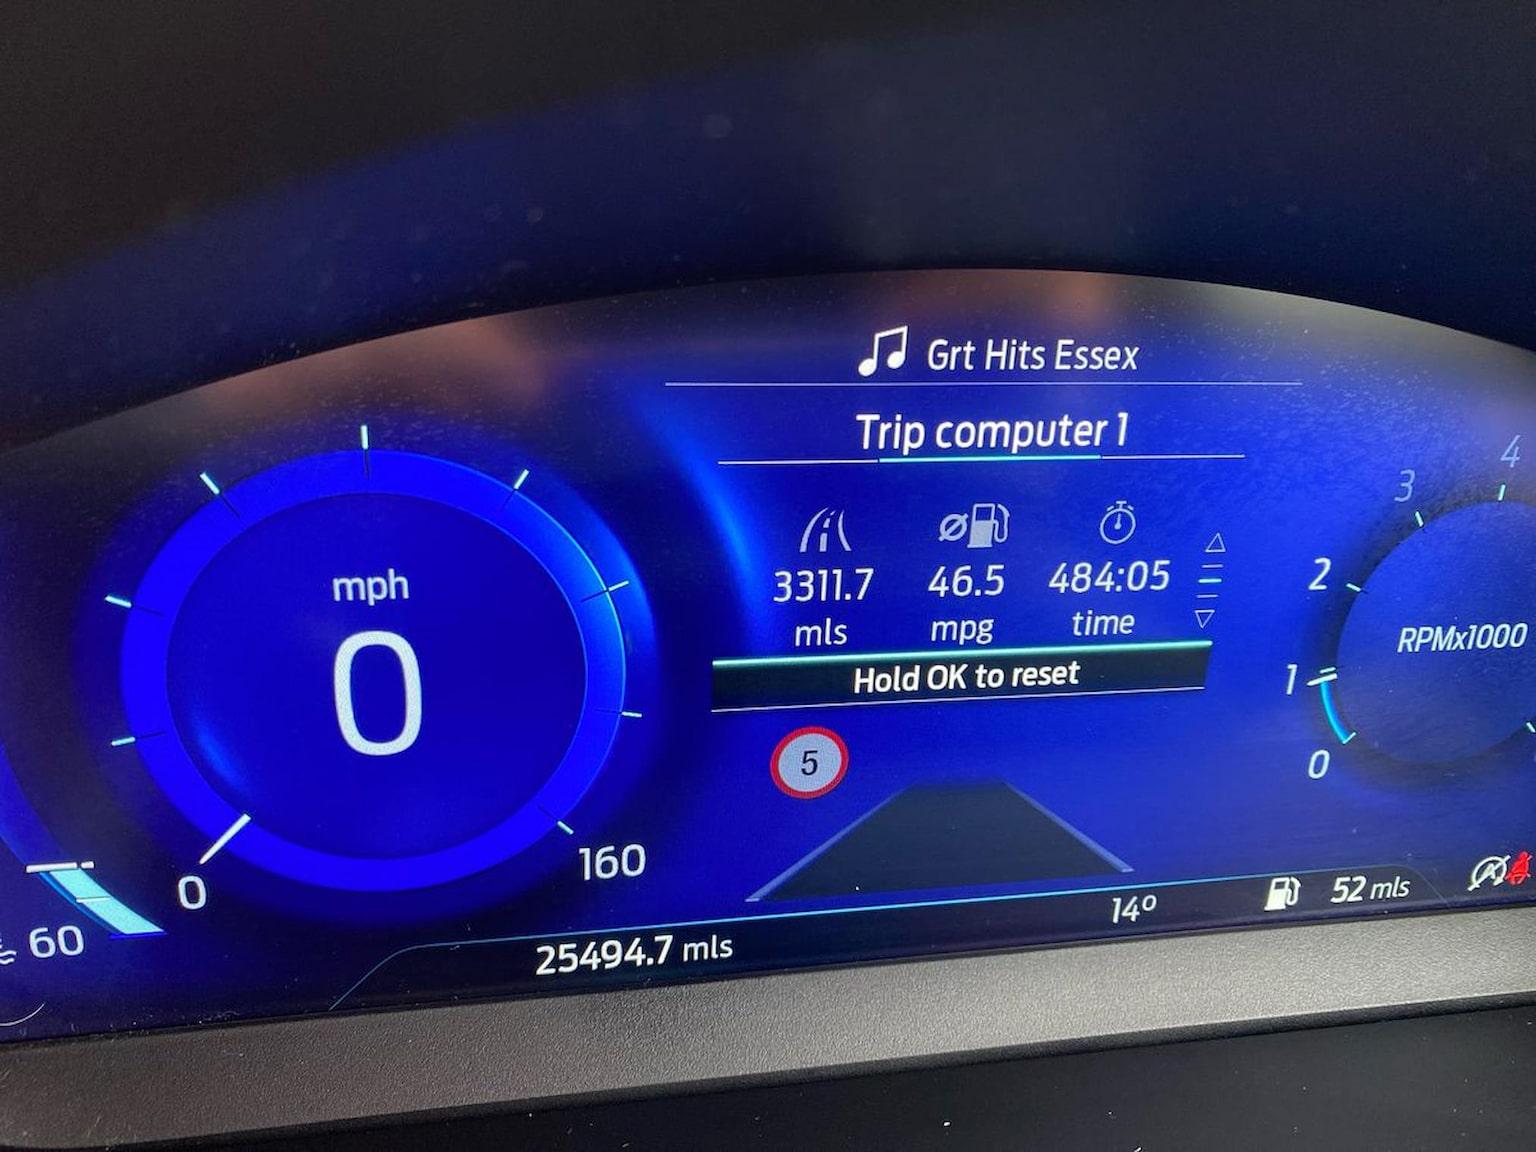 Grt Hits Essex
Trip computer 1
3311.7 46.5 484:05
mls mpg time
Hold OK to reset
mph
0
0
160
5
4
3
2
RPMx1000
1
0
60
25494.7 mls
14°
52 mls